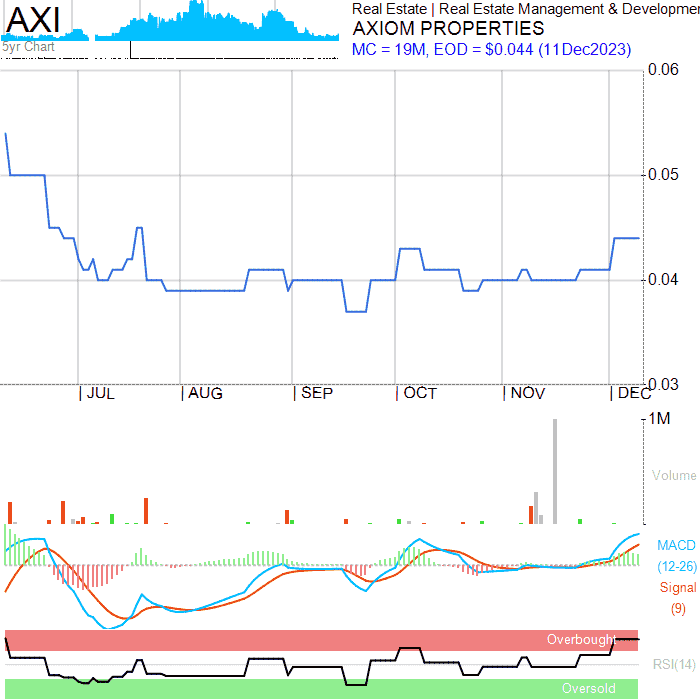 AXI
Real Estate | Real Estate Management & Developmen
AXIOM PROPERTIES
5yr Chart
MC = 19M, EOD = $0.044 (11Dec2023)
0.06
0.05
0.04
0.03
JUL
AUG
SEP
OCT
NOV
DEC
1M
Volume
MACD
(12-26)
Signal
(9)
Overbought
RSI(14)
Oversold